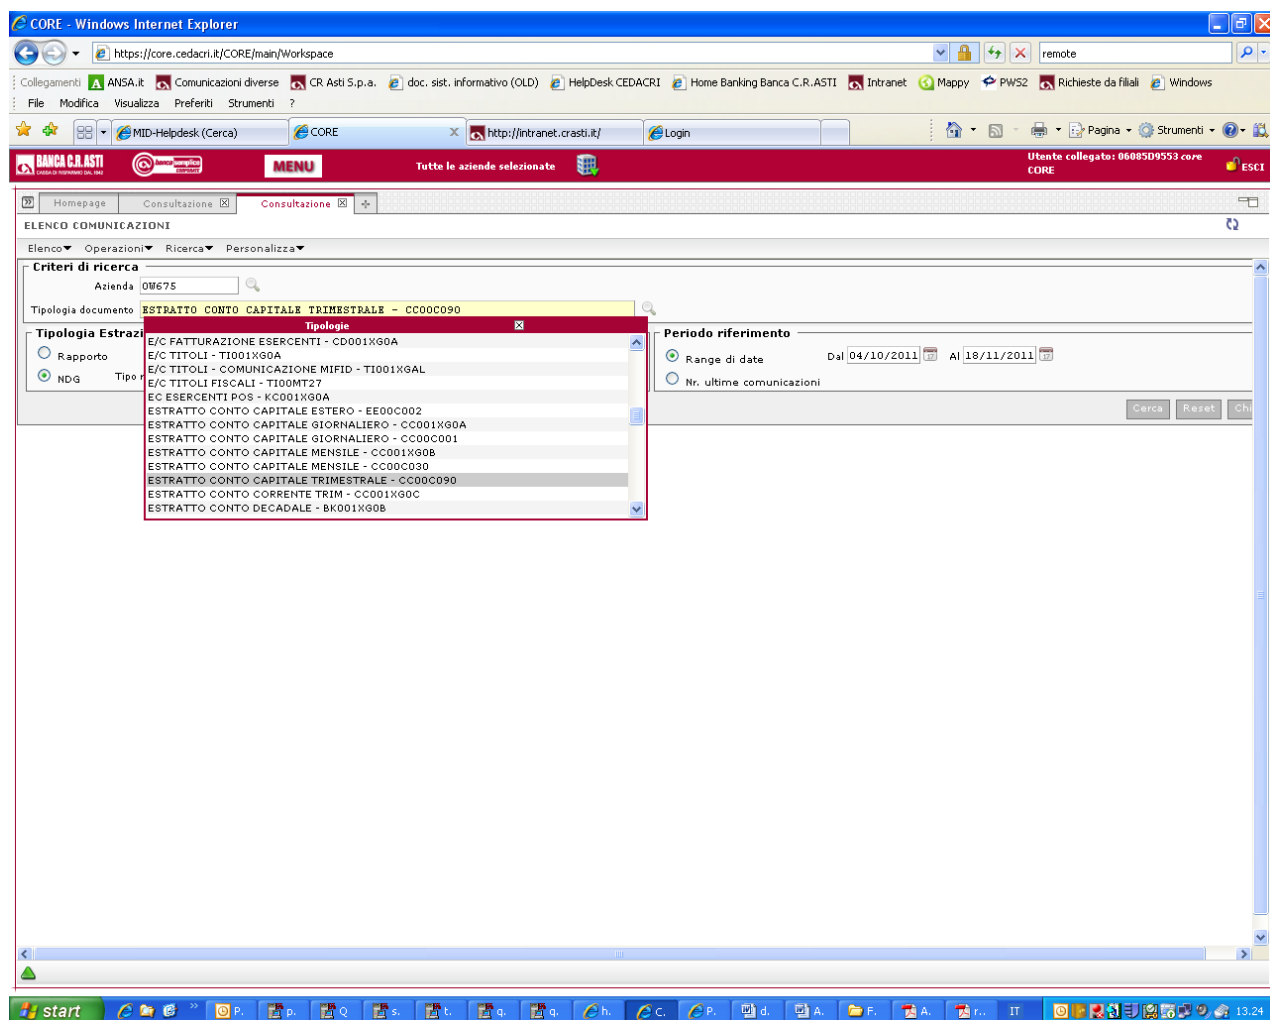 CORE - Windows Internet Explorer
https://core.cedacri.it/CORE/main/Workspace
remote
Collegamenti ANSA.it Comunicazioni diverse CR Asti S.p.a. doc. sist. informativo (OLD) HelpDesk CEDACRI Home Banking Banca C.R.ASTI Intranet Mappy PWS2 Richieste da filiali Windows
File Modifica Visualizza Preferiti Strumenti ?
MID-Helpdesk (Cerca) CORE http://intranet.crasti.it/ Login Pagina Strumenti
BANCA C.R. ASTI MENU Tutte le aziende selezionate Utente collegato: 06085D9553 core CORE ESCI
Homepage Consultazione Consultazione
ELENCO COMUNICAZIONI
Elenco Operazioni Ricerca Personalizza
Criteri di ricerca
Azienda 0W675
Tipologia documento ESTRATTO CONTO CAPITALE TRIMESTRALE - CC00C090
Tipologie
Tipologia Estrazi Periodo riferimento
Rapporto Range di date Dal 04/10/2011 Al 18/11/2011
NDG Tipo r Nr. ultime comunicazioni
Cerca Reset Chi
E/C FATTURAZIONE ESERCENTI - CD001XG0A
E/C TITOLI - TI001XG0A
E/C TITOLI - COMUNICAZIONE MIFID - TI001XGAL
E/C TITOLI FISCALI - TI00MT27
EC ESERCENTI POS - KC001XG0A
ESTRATTO CONTO CAPITALE ESTERO - EE00C002
ESTRATTO CONTO CAPITALE GIORNALIERO - CC001XG0A
ESTRATTO CONTO CAPITALE GIORNALIERO - CC00C001
ESTRATTO CONTO CAPITALE MENSILE - CC001XG0B
ESTRATTO CONTO CAPITALE MENSILE - CC00C030
ESTRATTO CONTO CAPITALE TRIMESTRALE - CC00C090
ESTRATTO CONTO CORRENTE TRIM - CC001XG0C
ESTRATTO CONTO DECADALE - BK001XG0B
start P. p. Q s. t. q. q. h. C. P. d. A. F. A. r.. IT 13.24